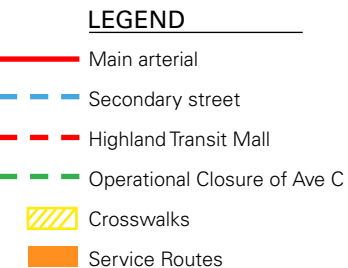 LEGEND
Main arterial
Secondary street
Highland Transit Mall
Operational Closure of Ave C
Crosswalks
Service Routes